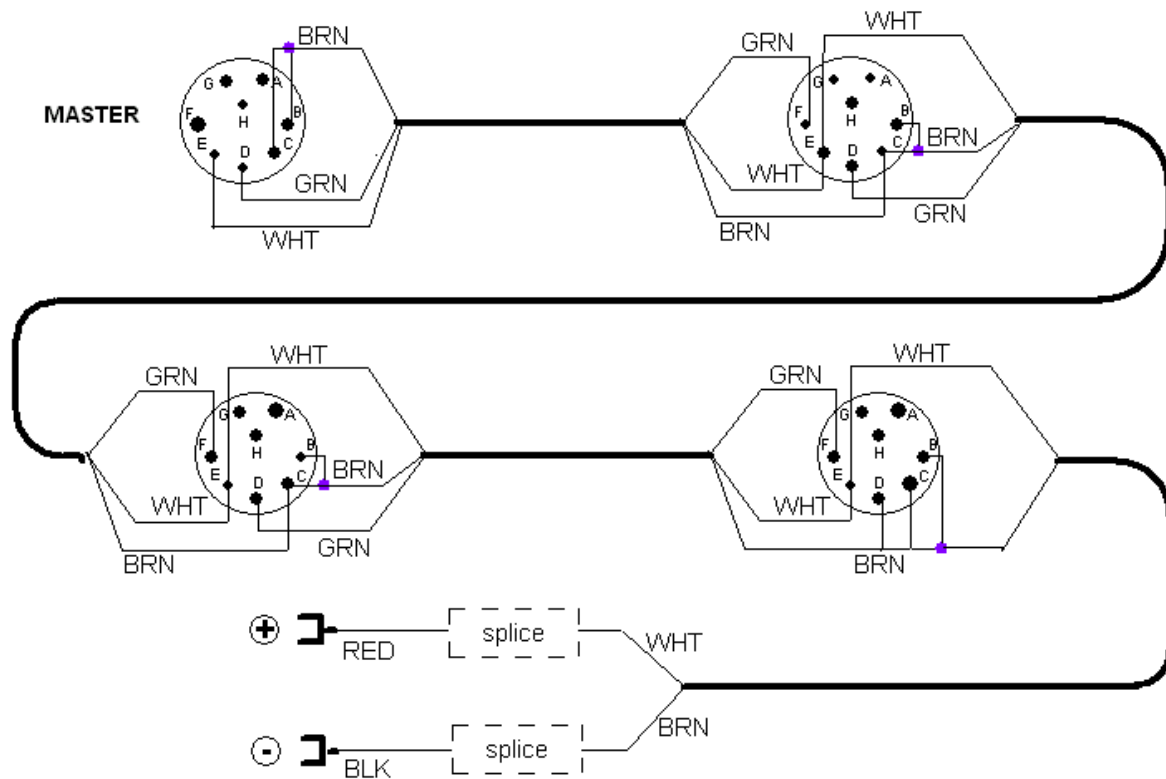 BRN
MASTER
G A
F B
H
E D C
GRN
WHT
WHT
GRN
G A
F B
H
E D C
BRN
WHT
BRN
GRN
WHT
GRN
G A
F B
H
E D C
BRN
WHT
GRN
BRN
WHT
GRN
G A
F B
H
E D C
WHT
BRN
+ splice
RED
WHT
- splice
BLK
BRN